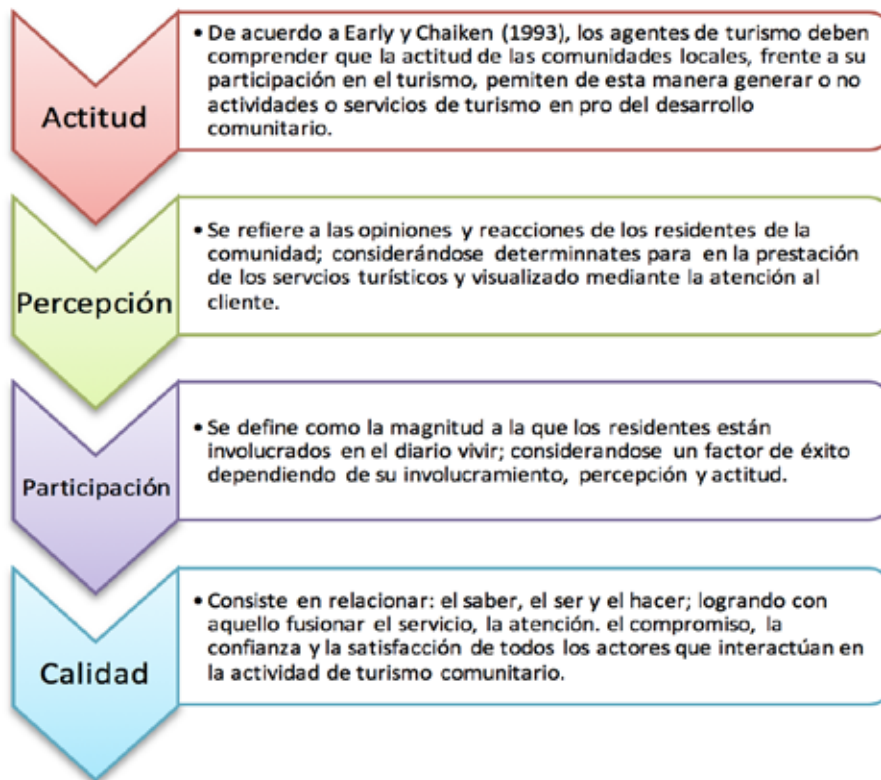 Actitud
• De acuerdo a Early y Chaiken (1993), los agentes de turismo deben
comprender que la actitud de las comunidades locales, frente a su
participación en el turismo, pemiten de esta manera generar o no
actividades o servicios de turismo en pro del desarrollo
comunitario.
Percepción
• Se refiere a las opiniones y reacciones de los residentes de la
comunidad; considerándose determinnates para en la prestación
de los servcios turísticos y visualizado mediante la atención al
cliente.
Participación
• Se define como la magnitud a la que los residentes están
involucrados en el diario vivir; considerandose un factor de éxito
dependiendo de su involucramiento, percepción y actitud.
Calidad
• Consiste en relacionar: el saber, el ser y el hacer; logrando con
aquello fusionar el servicio, la atención. el compromiso, la
confianza y la satisfacción de todos los actores que interactúan en
la actividad de turismo comunitario.